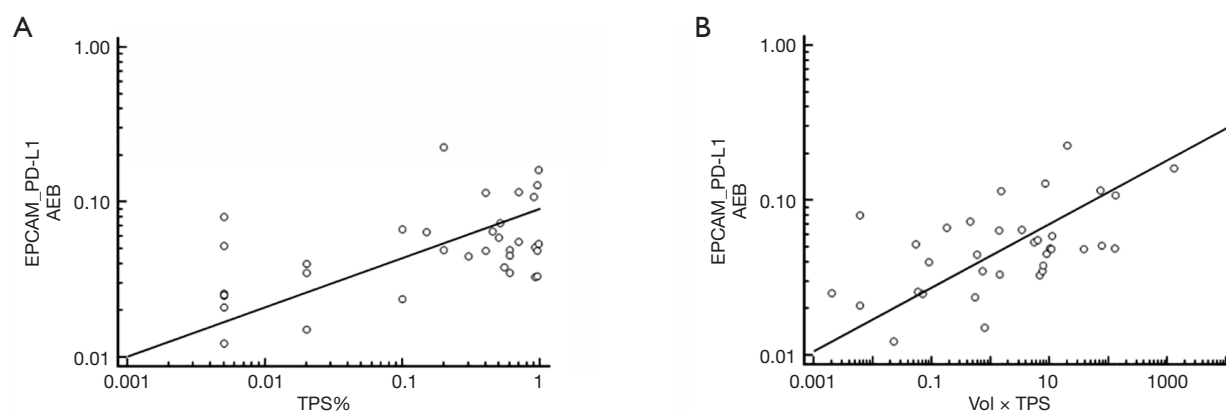 A
EPCAM_PD-L1
AEB
1.00
0.10
0.01
0.001
0.01
0.1
1
TPS%
B
EPCAM_PD-L1
AEB
1.00
0.10
0.01
0.001
0.1
10
1000
Vol × TPS